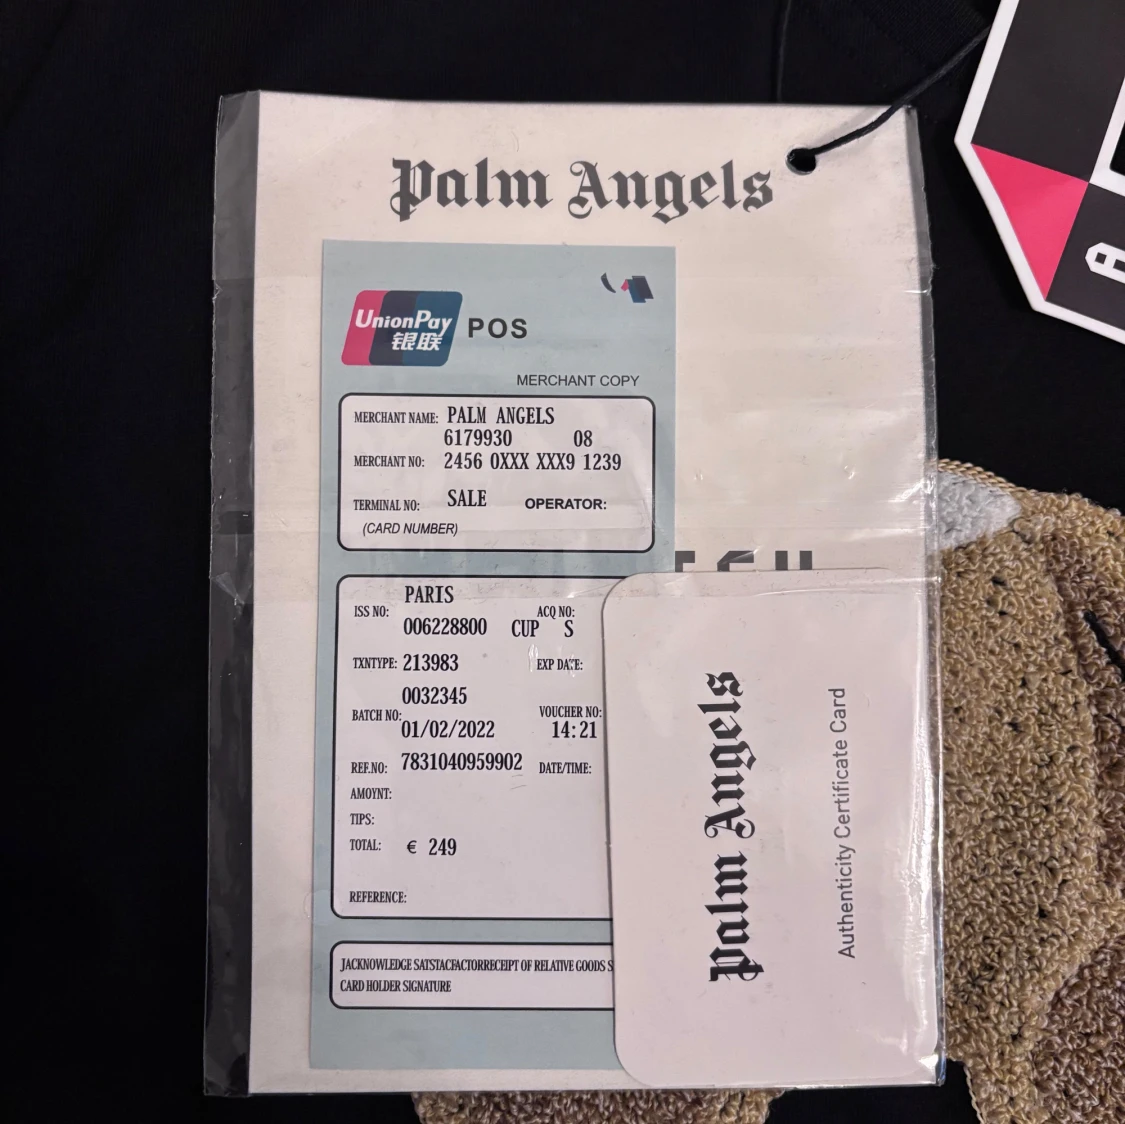 Palm Angels
UnionPay
银联
POS
MERCHANT COPY
MERCHANT NAME: PALM ANGELS
6179930 08
MERCHANT NO: 2456 0XXX XXX9 1239
TERMINAL NO: SALE OPERATOR:
(CARD NUMBER)
PARIS
ISS NO: ACQ NO:
006228800 CUP S
TXNTYPE: 213983 EXP DATE:
0032345
BATCH NO: VOUCHER NO:
01/02/2022 14:21
REF.NO: 7831040959902 DATE/TIME:
AMOYNT:
TIPS:
TOTAL: € 249
REFERENCE:
JACKNOWLEDGE SATSTACFACTORRECEIPT OF RELATIVE GOODS S
CARD HOLDER SIGNATURE
Palm Angels
Authenticity Certificate Card